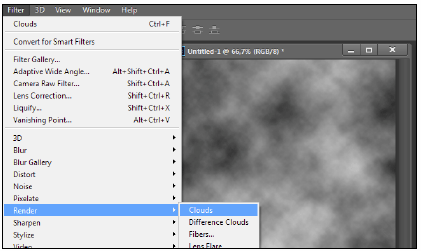 Filter 3D View Window Help
Clouds Ctrl+F
Convert for Smart Filters
Filter Gallery...
Adaptive Wide Angle... Alt+Shift+Ctrl+A
Camera Raw Filter... Shift+Ctrl+A
Lens Correction... Shift+Ctrl+R
Liquify... Shift+Ctrl+X
Vanishing Point... Alt+Ctrl+V
3D
Blur
Blur Gallery
Distort
Noise
Pixelate
Render
Sharpen
Stylize
Video
Untitled-1 @ 66,7% (RGB/8) *
Clouds
Difference Clouds
Fibers...
Lens Flare